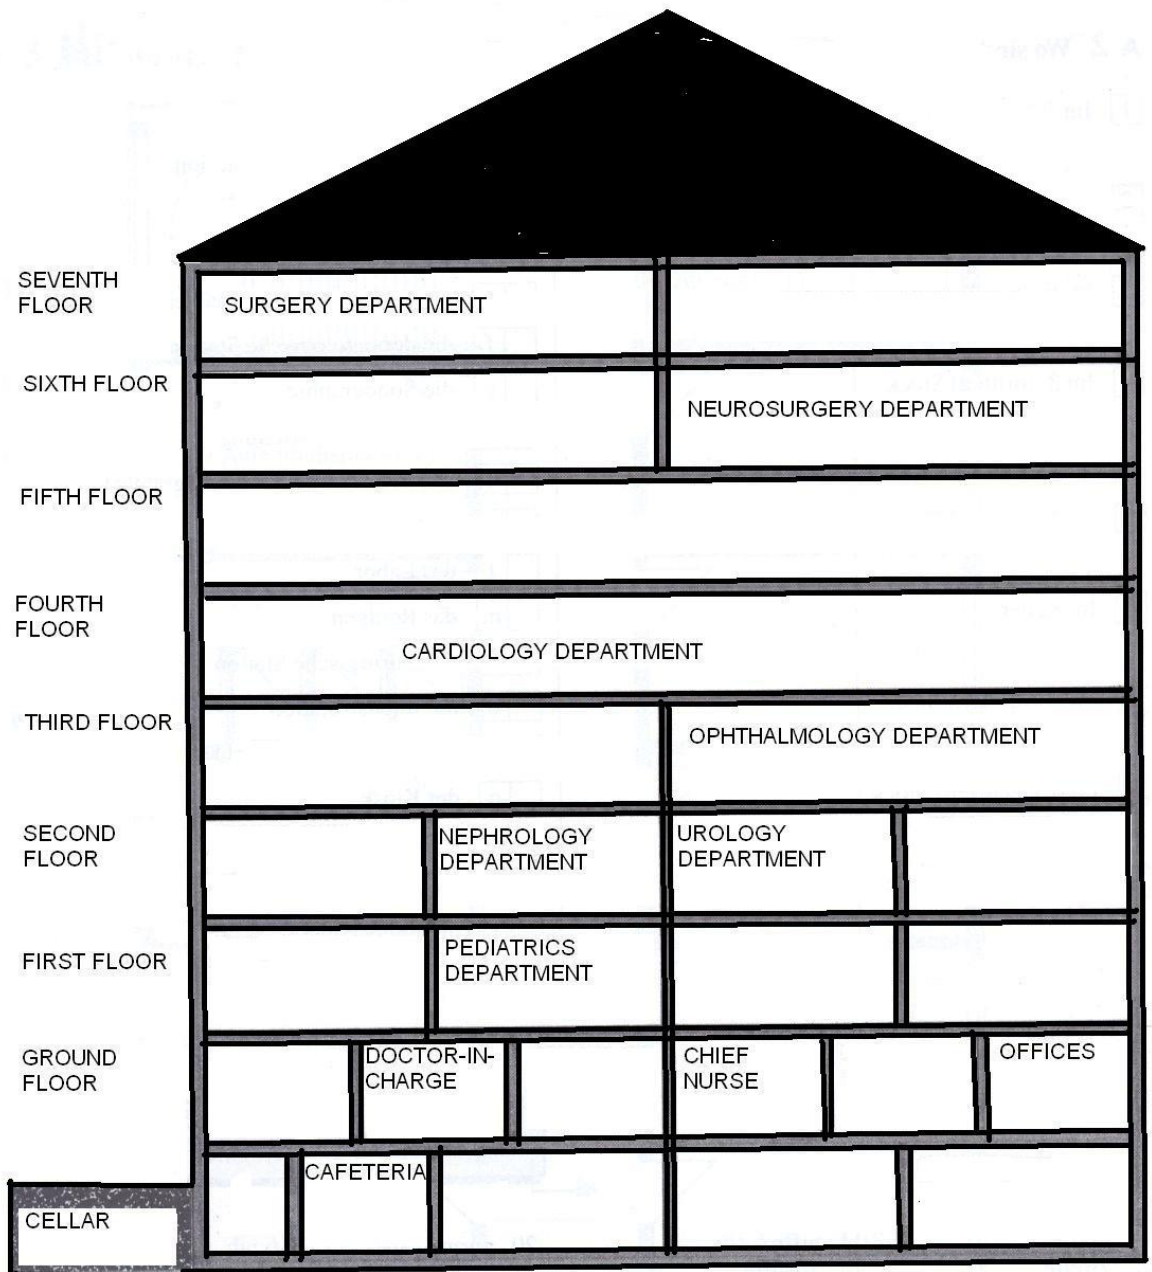 SEVENTH
FLOOR
SURGERY DEPARTMENT
SIXTH FLOOR
NEUROSURGERY DEPARTMENT
FIFTH FLOOR
FOURTH
FLOOR
CARDIOLOGY DEPARTMENT
THIRD FLOOR
OPHTHALMOLOGY DEPARTMENT
SECOND
FLOOR
NEPHROLOGY
DEPARTMENT
UROLOGY
DEPARTMENT
FIRST FLOOR
PEDIATRICS
DEPARTMENT
GROUND
FLOOR
DOCTOR-IN-
CHARGE
CHIEF
NURSE
OFFICES
CAFETERIA
CELLAR